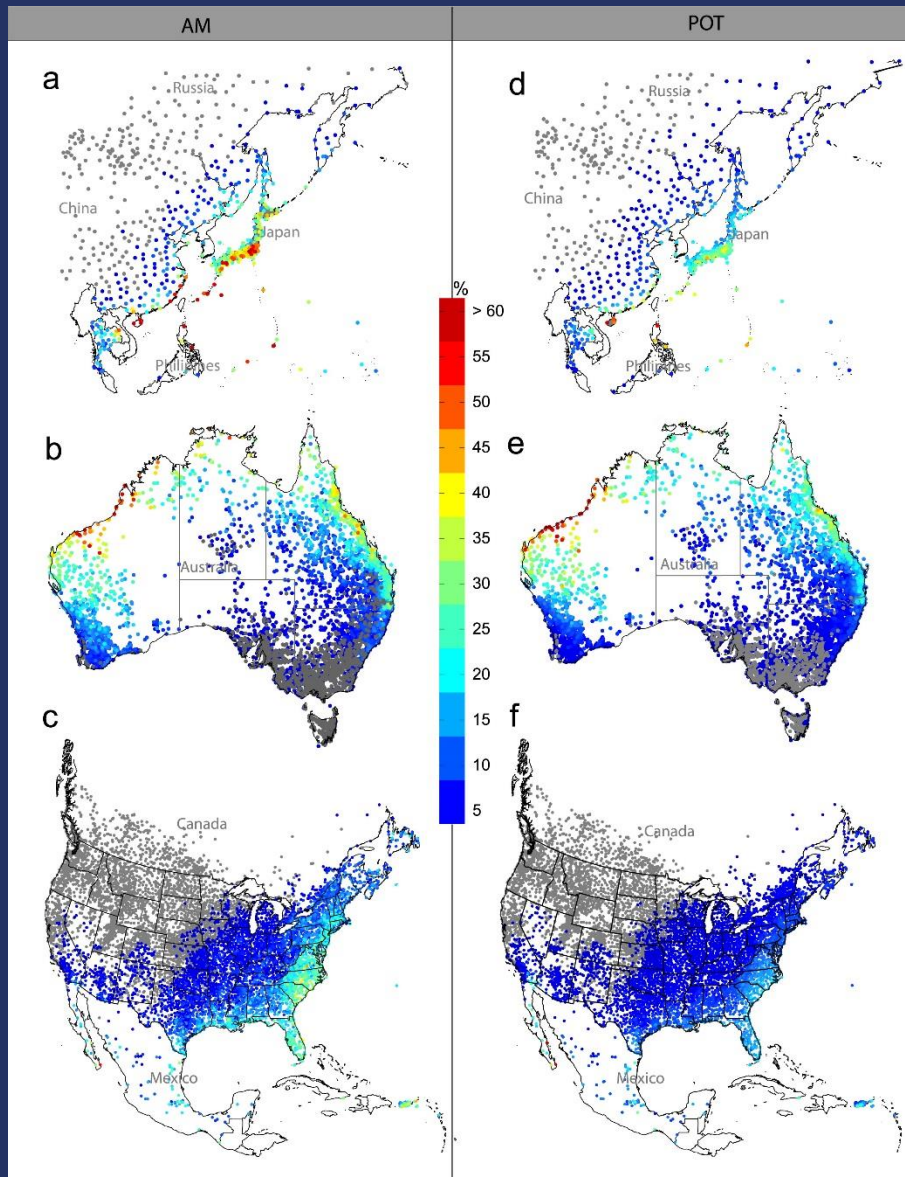 AM
POT
a
Russia
China
Japan
Philippines
d
Russia
China
Japan
Philippines
%
> 60
55
50
45
40
35
30
25
20
15
10
5
b
Australia
e
Australia
c
Canada
Mexico
f
Canada
Mexico